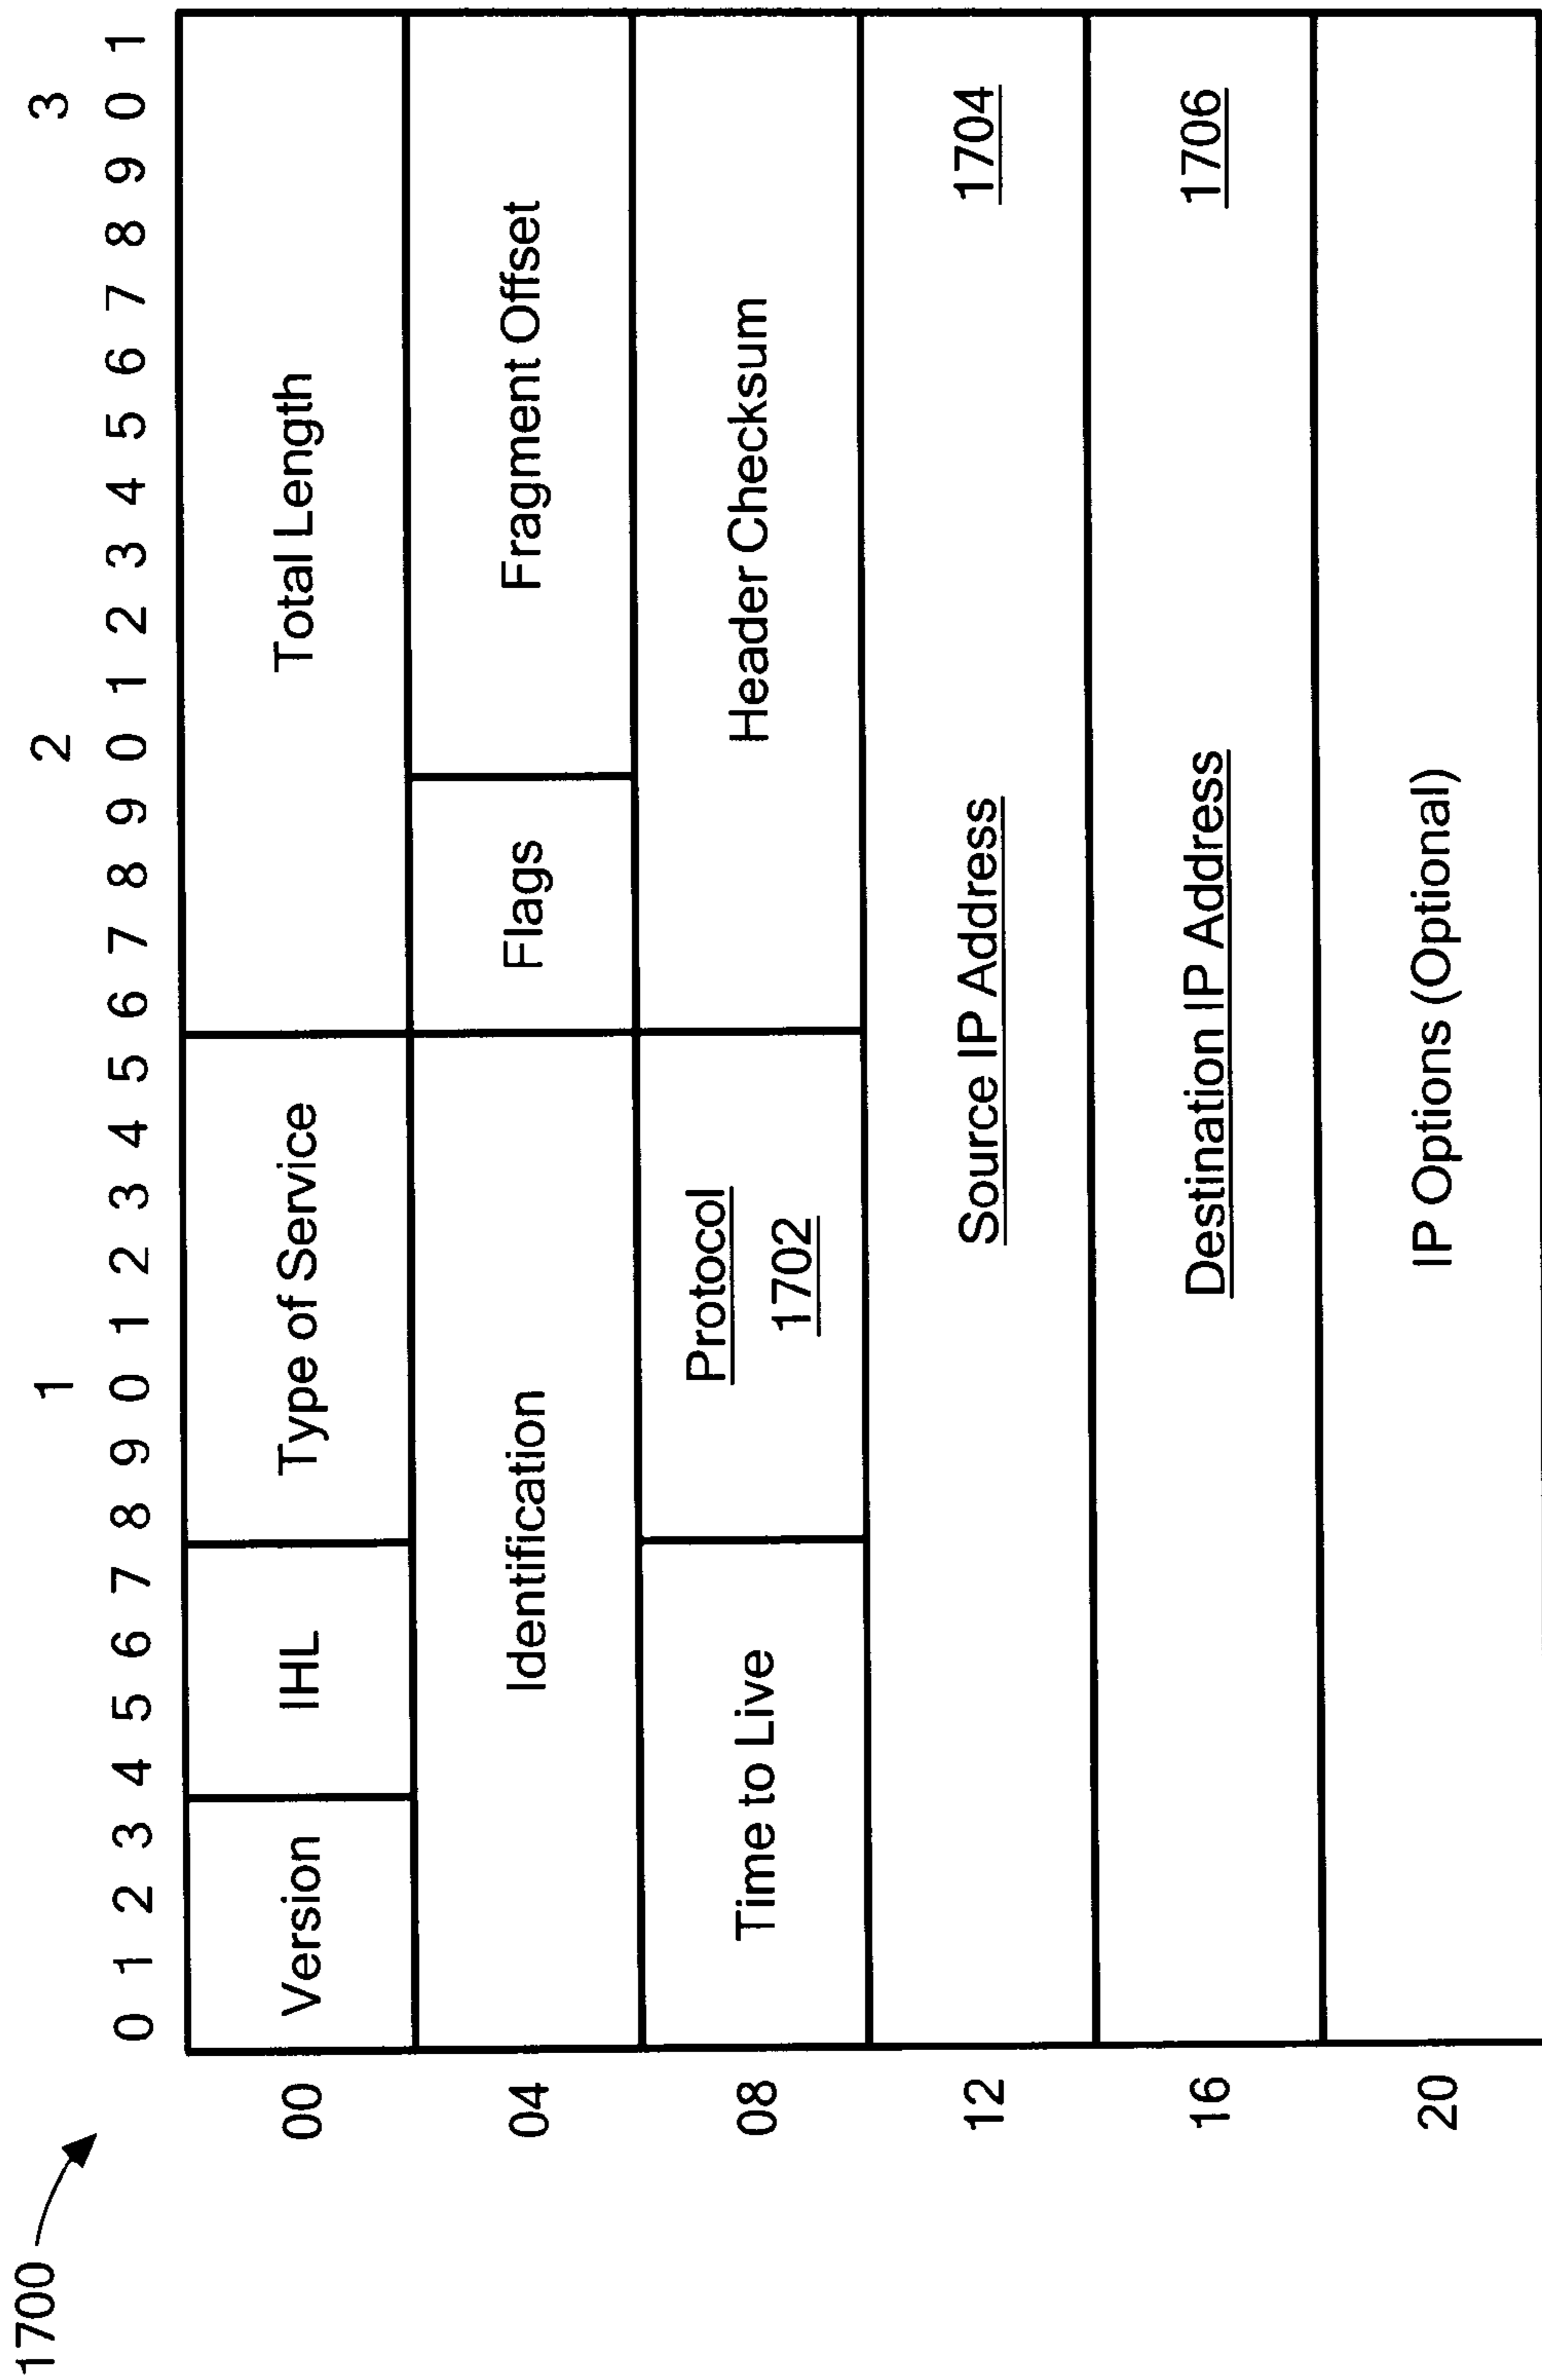 1700
1 2 3
0 1 2 3 4 5 6 7 8 9 0 1 2 3 4 5 6 7 8 9 0 1 2 3 4 5 6 7 8 9 0 1
00 Version IHL Type of Service Total Length
04 Identification Flags Fragment Offset
08 Time to Live Protocol Header Checksum
1702
12 Source IP Address 1704
16 Destination IP Address 1706
20 IP Options (Optional)